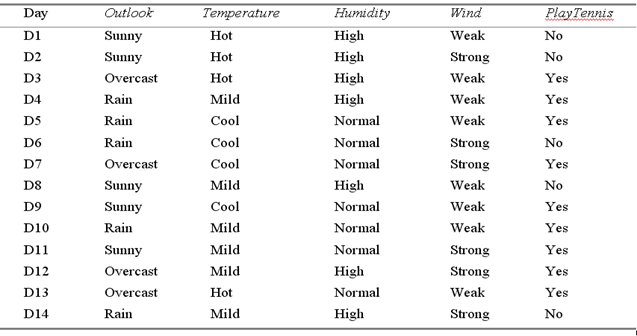 Day Outlook Temperature Humidity Wind PlayTennis
D1 Sunny Hot High Weak No
D2 Sunny Hot High Strong No
D3 Overcast Hot High Weak Yes
D4 Rain Mild High Weak Yes
D5 Rain Cool Normal Weak Yes
D6 Rain Cool Normal Strong No
D7 Overcast Cool Normal Strong Yes
D8 Sunny Mild High Weak No
D9 Sunny Cool Normal Weak Yes
D10 Rain Mild Normal Weak Yes
D11 Sunny Mild Normal Strong Yes
D12 Overcast Mild High Strong Yes
D13 Overcast Hot Normal Weak Yes
D14 Rain Mild High Strong No